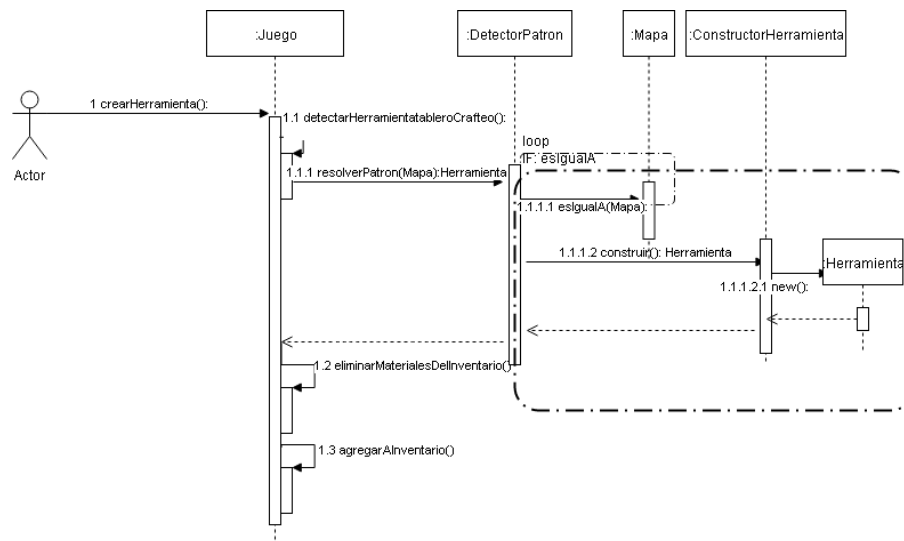 :Juego
:DetectorPatron
:Mapa
:ConstructorHerramienta
1 crearHerramienta():
1.1 detectarHerramientatableroCrafteo():
Actor
loop
IF: esIgualA
1.1.1 resolverPatron(Mapa):Herramienta
1.1.1.1 esIgualA(Mapa):
1.1.1.2 construir(): Herramienta
:Herramienta
1.1.1.2.1 new():
1.2 eliminarMaterialesDelInventario()
1.3 agregarAInventario()